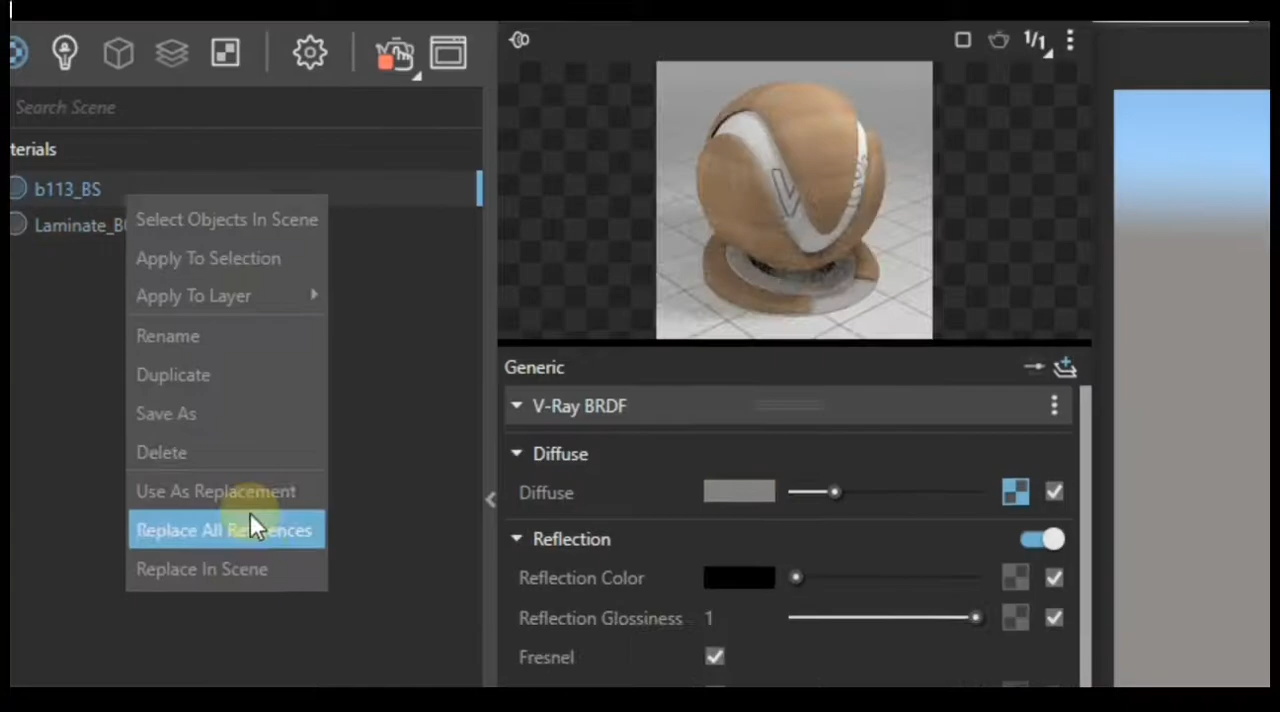 1/1
Search Scene
terials
b113_BS
Laminate_B
Select Objects In Scene
Apply To Selection
Apply To Layer
Rename
Duplicate
Save As
Delete
Use As Replacement
Replace All References
Replace In Scene
Generic
V-Ray BRDF
Diffuse
Diffuse
Reflection
Reflection Color
Reflection Glossiness 1
Fresnel